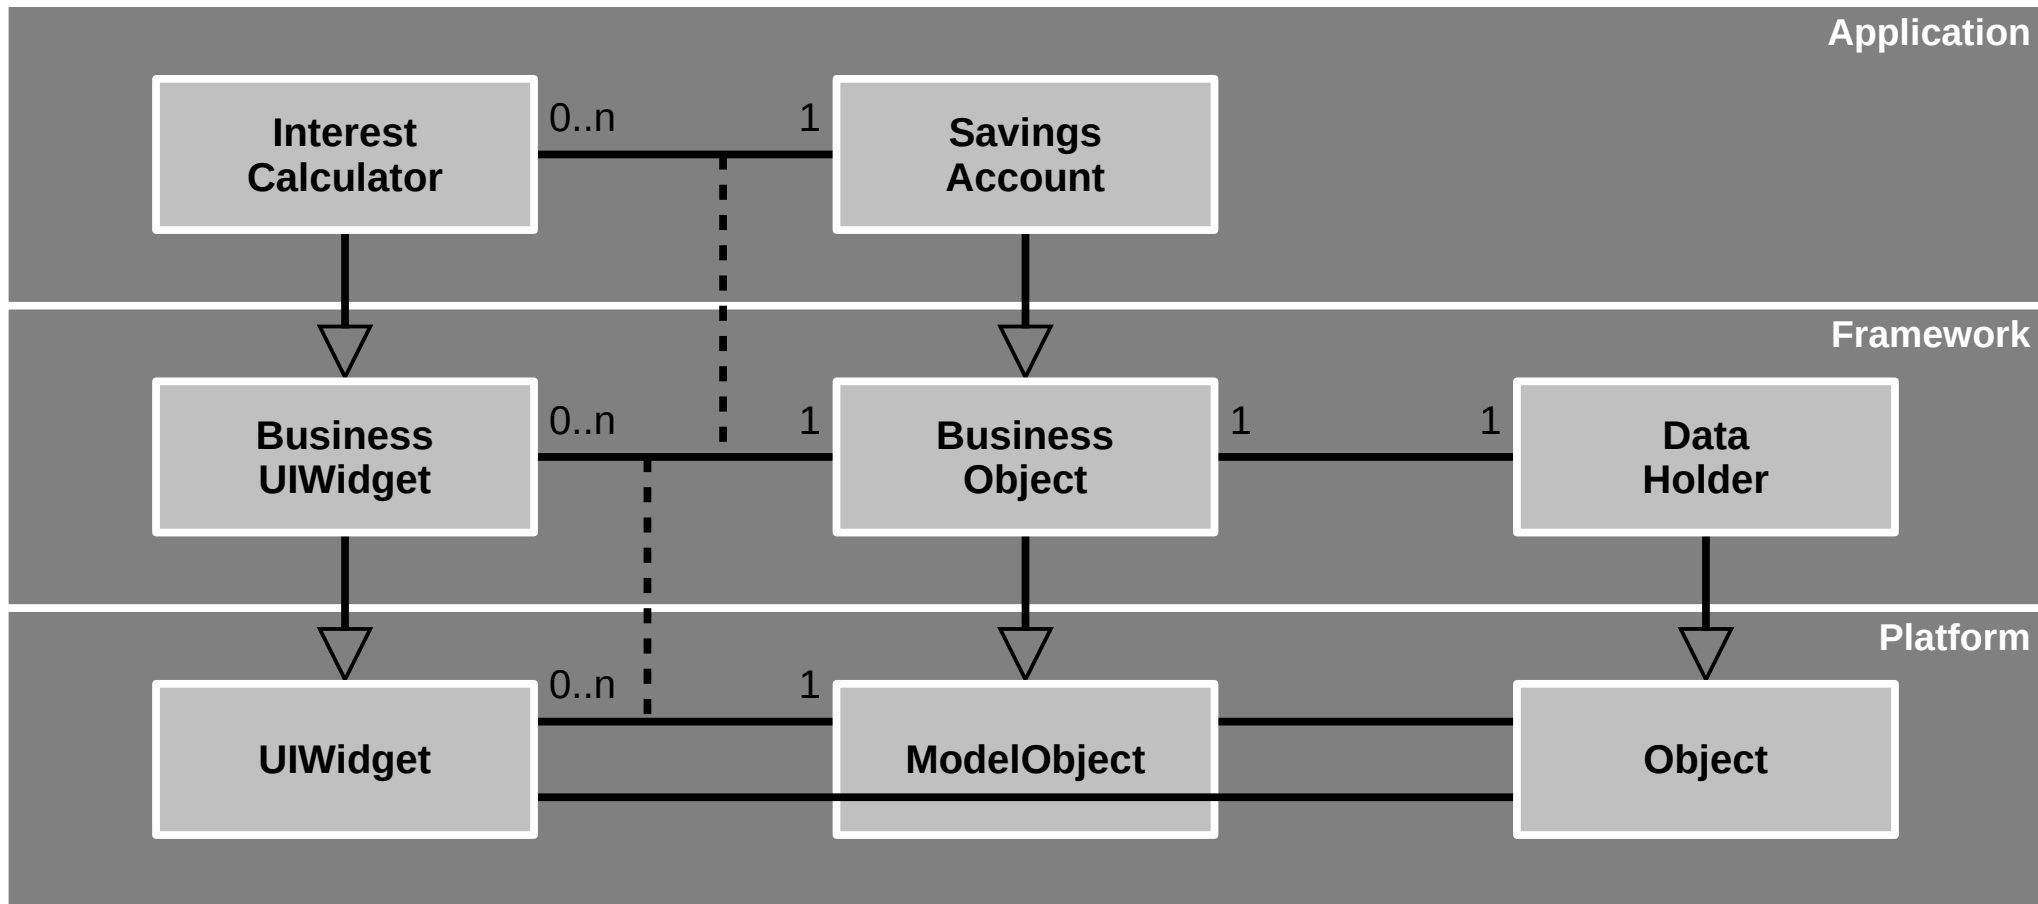 Application
Interest
Calculator
0..n
1
Savings
Account
Framework
Business
UIWidget
0..n
1
Business
Object
1
1
Data
Holder
Platform
UIWidget
0..n
1
ModelObject
Object